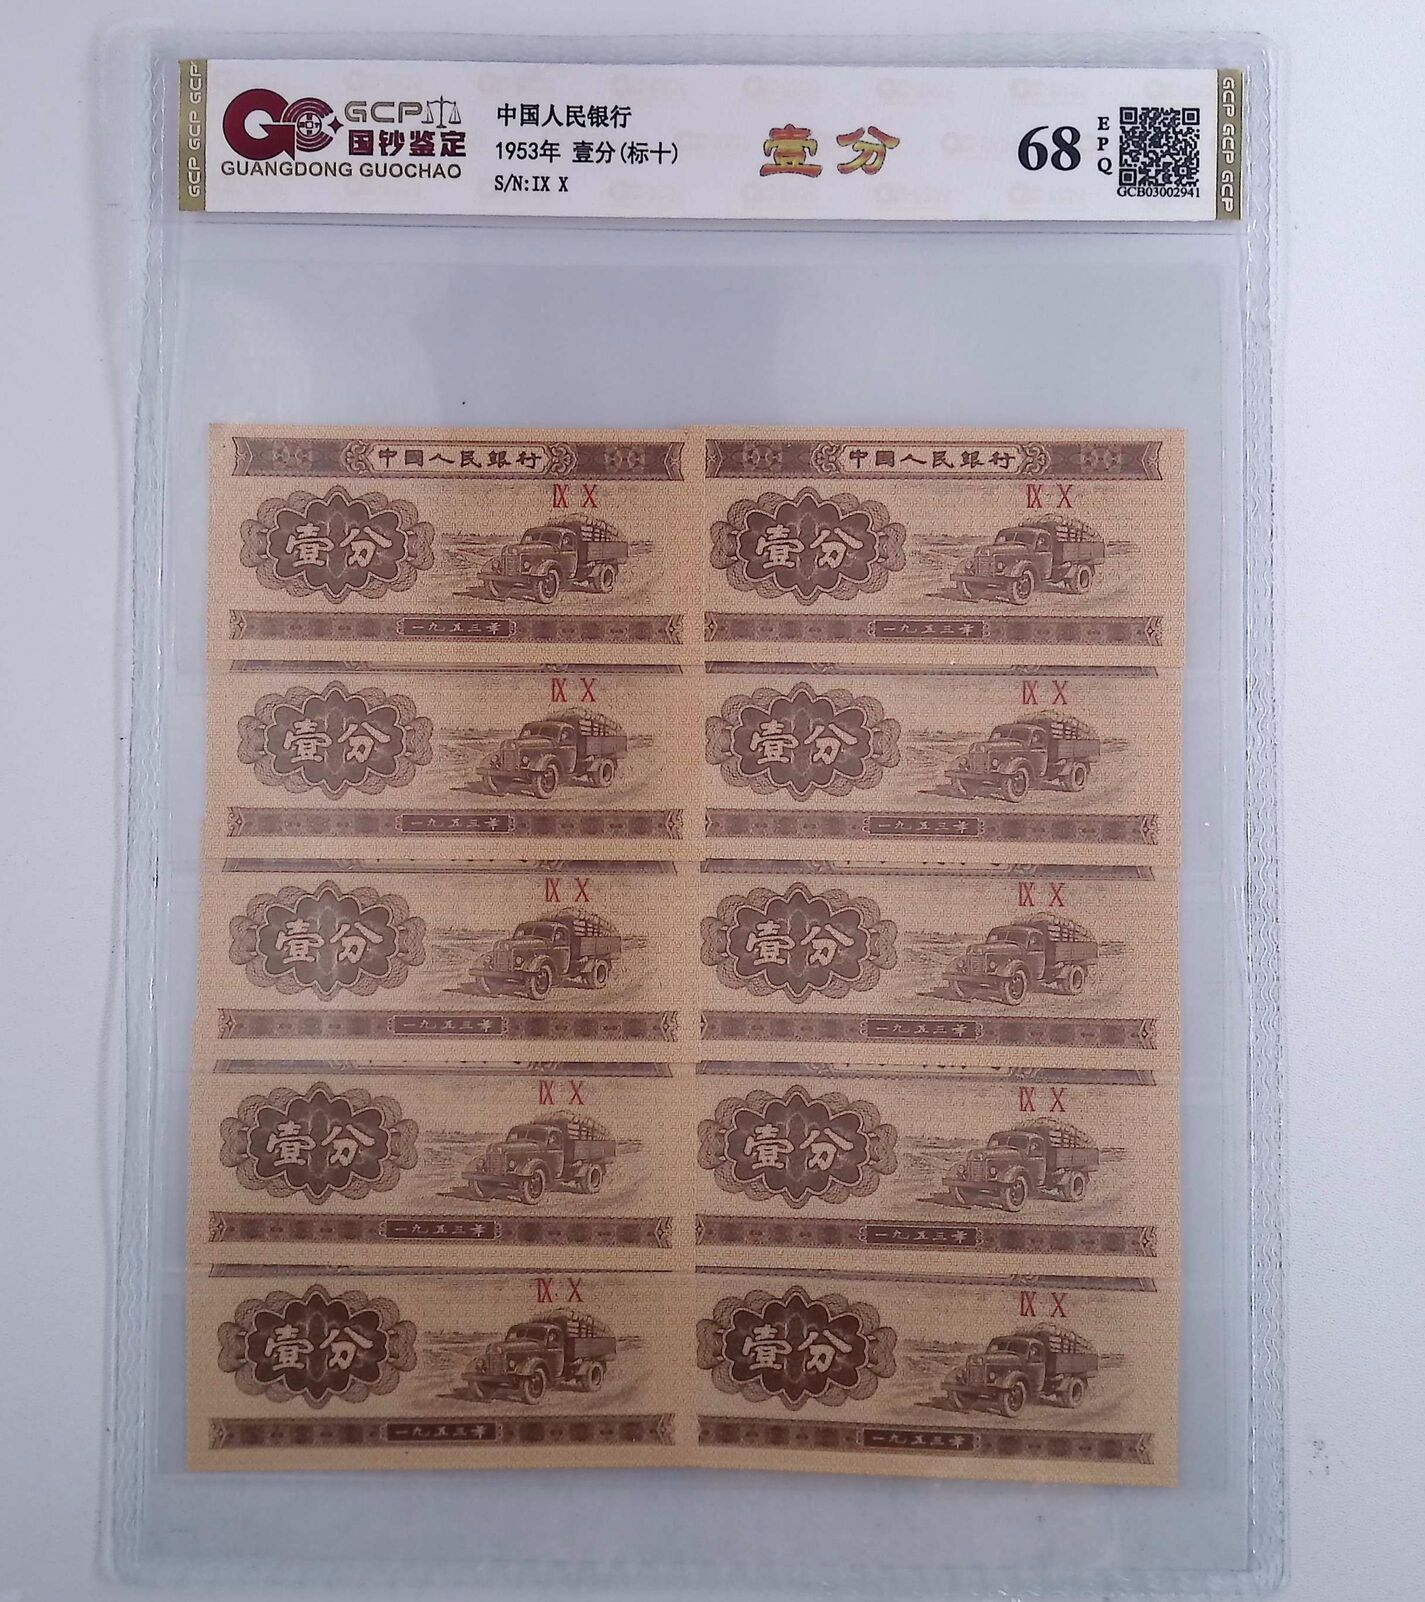 GCP GCP GCP
GCP
国钞鉴定
GUANGDONG GUOCHAO
中国人民银行
1953年 壹分(标十)
S/N:IX X
壹分
68
EPQ
GCB03002941
GCP GCP GCP
中国人民銀行
IX X
壹分
一九五三年
中国人民銀行
IX X
壹分
一九五三年
IX X
壹分
一九五三年
IX X
壹分
一九五三年
IX X
壹分
一九五三年
IX X
壹分
一九五三年
IX X
壹分
一九五三年
IX X
壹分
一九五三年
IX X
壹分
一九五三年
IX X
壹分
一九五三年